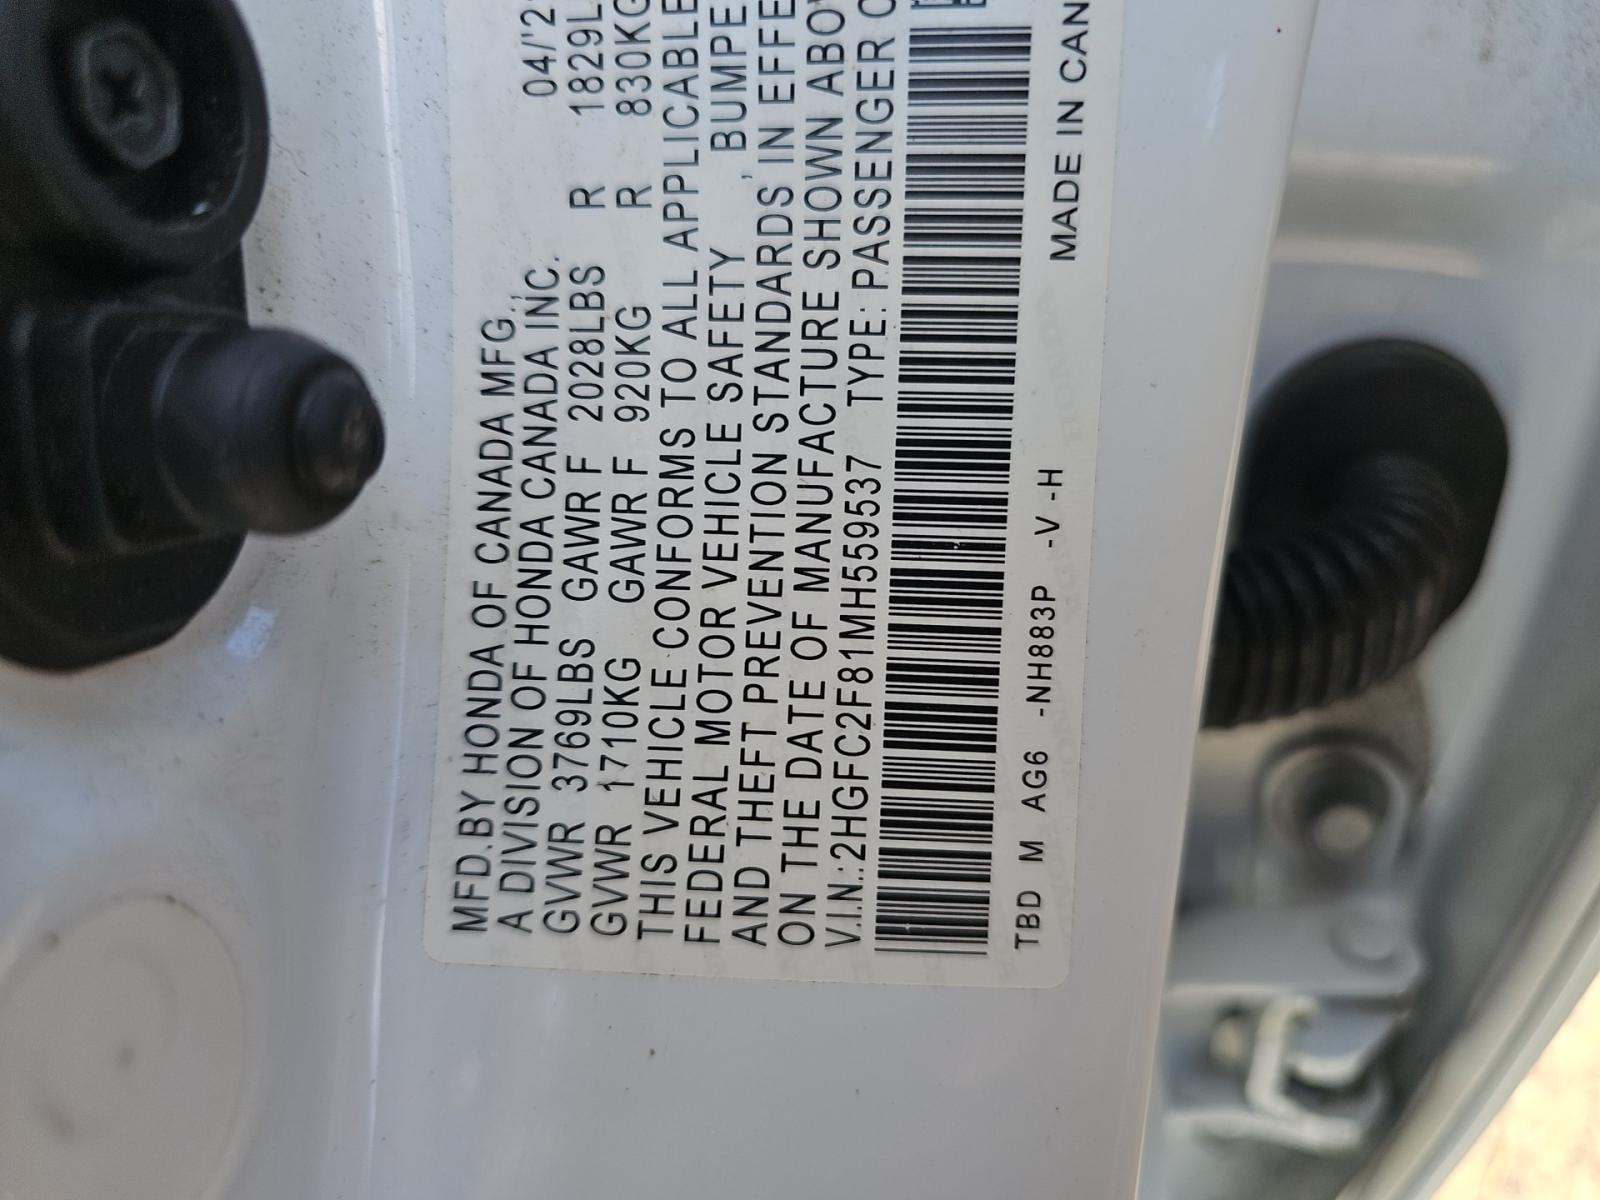 MFD.BY HONDA OF CANADA MFG.,
A DIVISION OF HONDA CANADA INC. 04/'2
GVWR 3769LBS GAWR F 2028LBS R 1829L
GVWR 1710KG GAWR F 920KG R 830KG
THIS VEHICLE CONFORMS TO ALL APPLICABLE
FEDERAL MOTOR VEHICLE SAFETY , BUMPE
AND THEFT PREVENTION STANDARDS IN EFFE
ON THE DATE OF MANUFACTURE SHOWN ABOV
V.I.N.:2HGFC2F81MH559537 TYPE: PASSENGER C
TBD M AG6 -NH883P -V -H MADE IN CAN